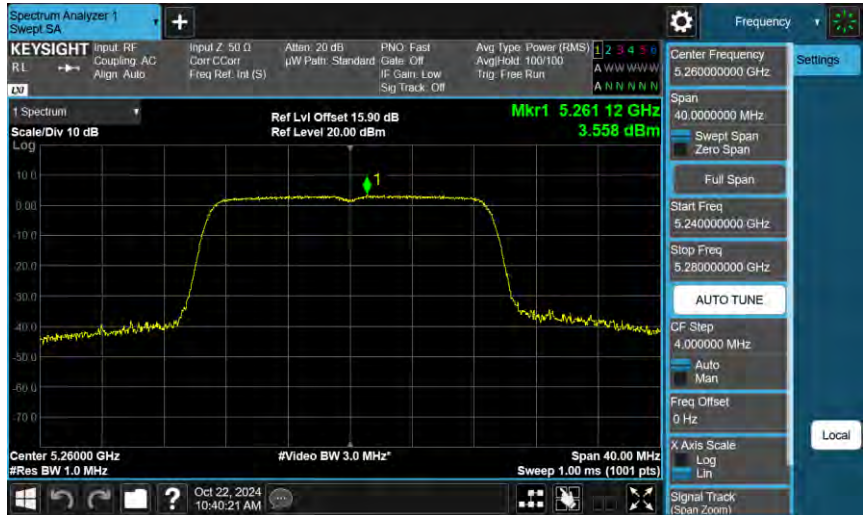 Spectrum Analyzer 1
Swept SA
Frequency
KEYSIGHT
RL
LXI
Input: RF
Coupling: AC
Align: Auto
Input Z: 50 Ω
Corr CCorr
Freq Ref: Int (S)
Atten: 20 dB
µW Path: Standard
PNO: Fast
Gate: Off
IF Gain: Low
Sig Track: Off
Avg Type: Power (RMS)
Avg|Hold: 100/100
Trig: Free Run
1 2 3 4 5 6
A W W W W W
A N N N N N
1 Spectrum
Scale/Div 10 dB
Log
Ref Lvl Offset 15.90 dB
Ref Level 20.00 dBm
Mkr1 5.261 12 GHz
3.558 dBm
1
10.0
0.00
-10.0
-20.0
-30.0
-40.0
-50.0
-60.0
-70.0
Center 5.26000 GHz
#Res BW 1.0 MHz
#Video BW 3.0 MHz*
Span 40.00 MHz
Sweep 1.00 ms (1001 pts)
Oct 22, 2024
10:40:21 AM
?
Center Frequency
5.260000000 GHz
Settings
Span
40.0000000 MHz
Swept Span
Zero Span
Full Span
Start Freq
5.240000000 GHz
Stop Freq
5.280000000 GHz
AUTO TUNE
CF Step
4.000000 MHz
Auto
Man
Freq Offset
0 Hz
X Axis Scale
Log
Lin
Signal Track
(Span Zoom)
Local